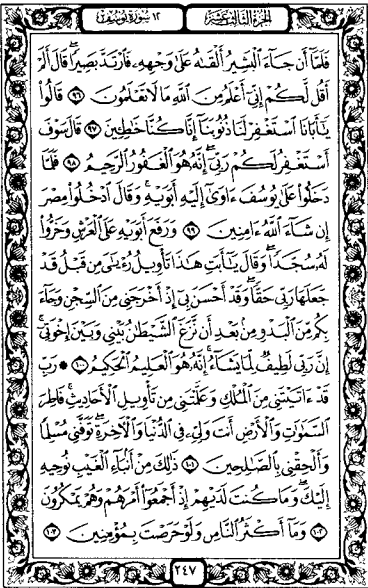 الجزء الثالث عشر
١٢ سورة يوسف
فَلَمَّآ أَن جَآءَ ٱلْبَشِيرُ أَلْقَىٰهُ عَلَىٰ وَجْهِهِۦ فَٱرْتَدَّ بَصِيرًا ۖ قَالَ أَلَمْ
أَقُل لَّكُمْ إِنِّىٓ أَعْلَمُ مِنَ ٱللَّهِ مَا لَا تَعْلَمُونَ ٩٦ قَالُوا۟
يَـٰٓأَبَانَا ٱسْتَغْفِرْ لَنَا ذُنُوبَنَآ إِنَّا كُنَّا خَـٰطِـِٔينَ ٩٧ قَالَ سَوْفَ
أَسْتَغْفِرُ لَكُمْ رَبِّىٓ ۖ إِنَّهُۥ هُوَ ٱلْغَفُورُ ٱلرَّحِيمُ ٩٨ فَلَمَّا
دَخَلُوا۟ عَلَىٰ يُوسُفَ ءَاوَىٰٓ إِلَيْهِ أَبَوَيْهِ وَقَالَ ٱدْخُلُوا۟ مِصْرَ
إِن شَآءَ ٱللَّهُ ءَامِنِينَ ٩٩ وَرَفَعَ أَبَوَيْهِ عَلَى ٱلْعَرْشِ وَخَرُّوا۟
لَهُۥ سُجَّدًا ۖ وَقَالَ يَـٰٓأَبَتِ هَـٰذَا تَأْوِيلُ رُءْيَـٰىَ مِن قَبْلُ قَدْ
جَعَلَهَا رَبِّى حَقًّا ۖ وَقَدْ أَحْسَنَ بِىٓ إِذْ أَخْرَجَنِى مِنَ ٱلسِّجْنِ وَجَآءَ
بِكُم مِّنَ ٱلْبَدْوِ مِنۢ بَعْدِ أَن نَّزَغَ ٱلشَّيْطَـٰنُ بَيْنِى وَبَيْنَ إِخْوَتِىٓ ۚ
إِنَّ رَبِّى لَطِيفٌ لِّمَا يَشَآءُ ۚ إِنَّهُۥ هُوَ ٱلْعَلِيمُ ٱلْحَكِيمُ ١٠٠ ۞ رَبِّ
قَدْ ءَاتَيْتَنِى مِنَ ٱلْمُلْكِ وَعَلَّمْتَنِى مِن تَأْوِيلِ ٱلْأَحَادِيثِ ۚ فَاطِرَ
ٱلسَّمَـٰوَٰتِ وَٱلْأَرْضِ أَنتَ وَلِىِّۦ فِى ٱلدُّنْيَا وَٱلْـَٔاخِرَةِ ۖ تَوَفَّنِى مُسْلِمًا
وَأَلْحِقْنِى بِٱلصَّـٰلِحِينَ ١٠١ ذَٰلِكَ مِنْ أَنۢبَآءِ ٱلْغَيْبِ نُوحِيهِ
إِلَيْكَ ۖ وَمَا كُنتَ لَدَيْهِمْ إِذْ أَجْمَعُوٓا۟ أَمْرَهُمْ وَهُمْ يَمْكُرُونَ
١٠٢ وَمَآ أَكْثَرُ ٱلنَّاسِ وَلَوْ حَرَصْتَ بِمُؤْمِنِينَ ١٠٣
٢٤٧